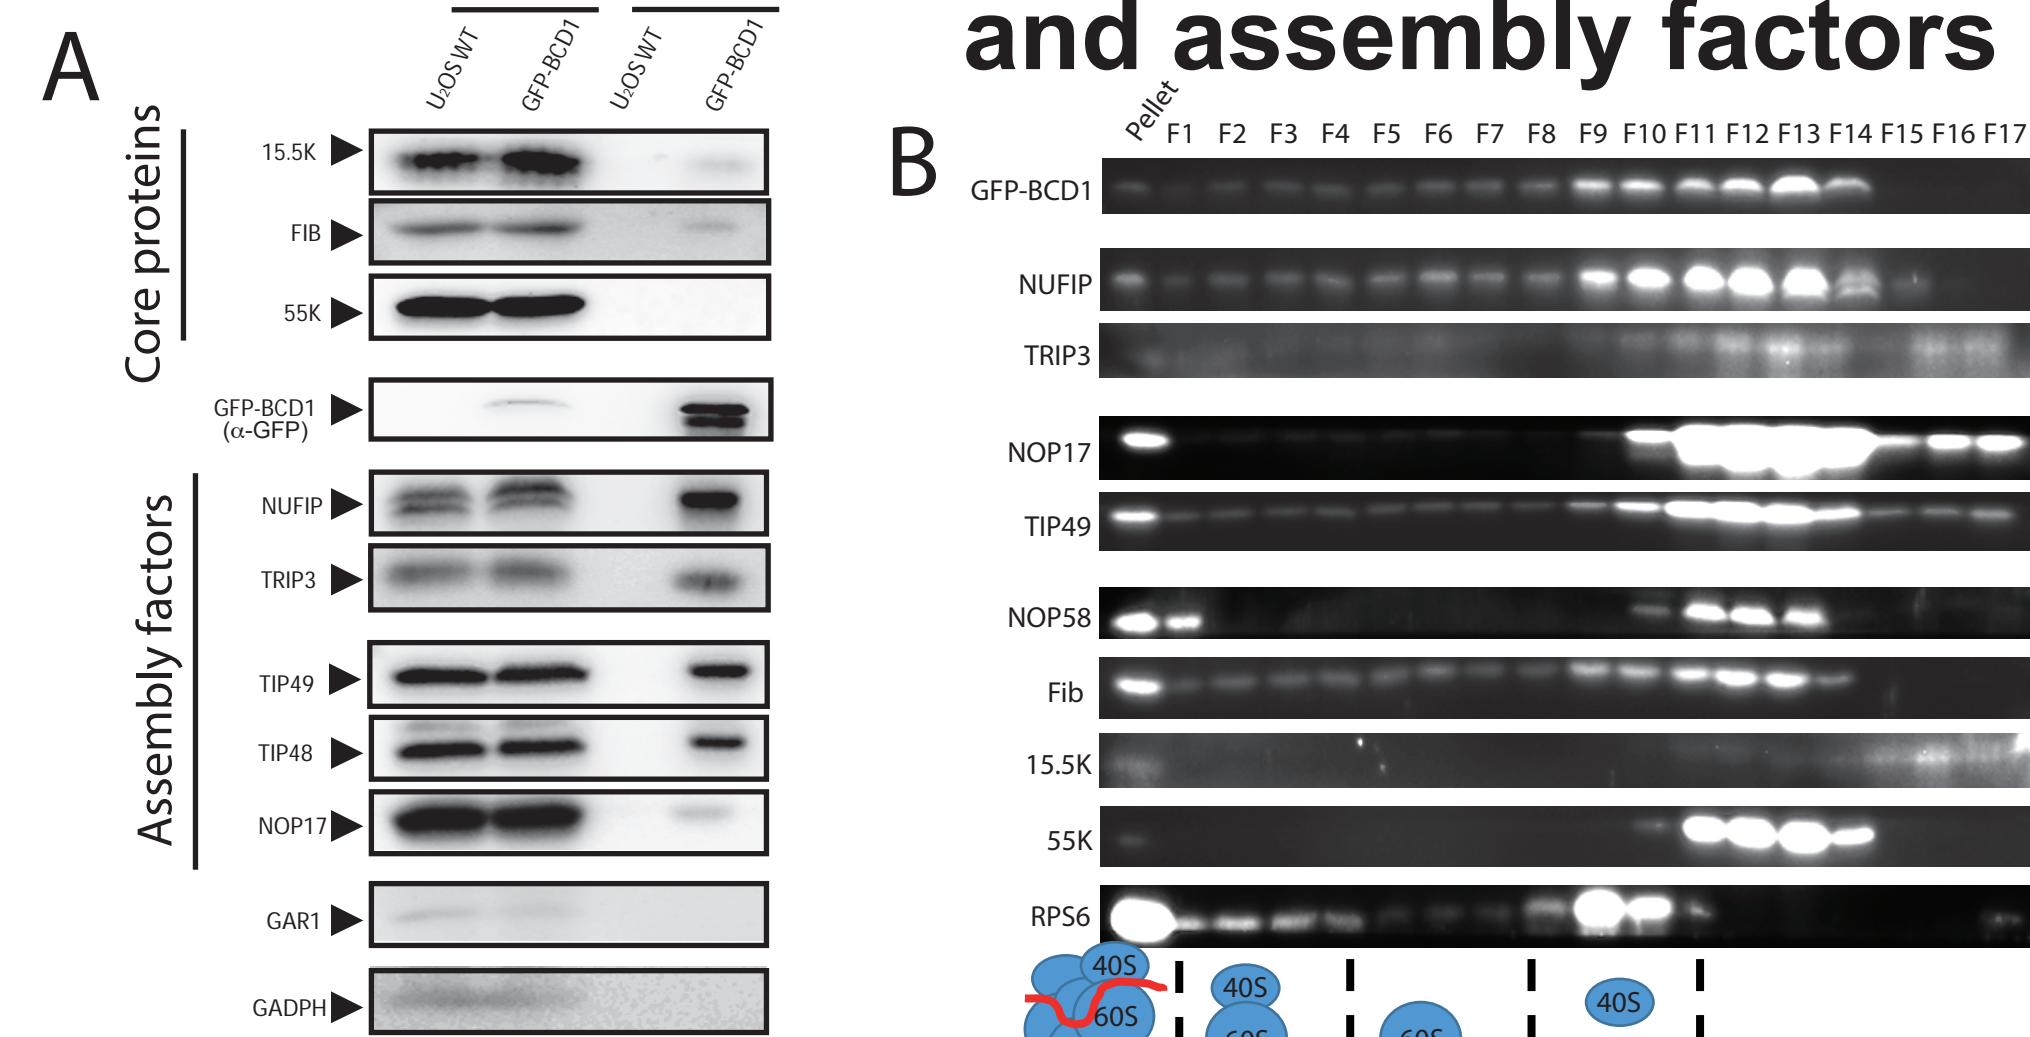 and assembly factors
A
U2OS WT
GFP-BCD1
U2OS WT
GFP-BCD1
Core proteins
15.5K
FIB
55K
GFP-BCD1
(α-GFP)
Assembly factors
NUFIP
TRIP3
TIP49
TIP48
NOP17
GAR1
GADPH
B
Pellet F1 F2 F3 F4 F5 F6 F7 F8 F9 F10 F11 F12 F13 F14 F15 F16 F17
GFP-BCD1
NUFIP
TRIP3
NOP17
TIP49
NOP58
Fib
15.5K
55K
RPS6
40S 40S 40S
60S 60S 60S